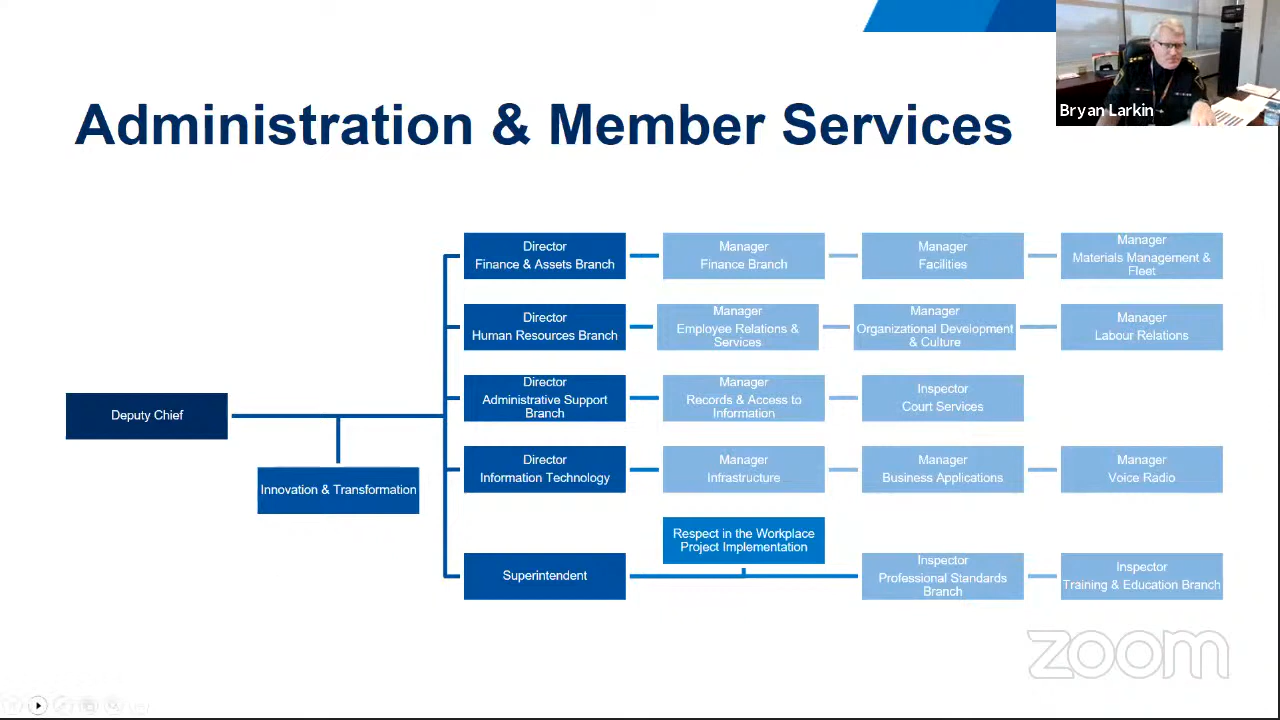 Bryan Larkin
Administration & Member Services
Director
Finance & Assets Branch
Manager
Finance Branch
Manager
Facilities
Manager
Materials Management &
Fleet
Director
Human Resources Branch
Manager
Employee Relations &
Services
Manager
Organizational Development
& Culture
Manager
Labour Relations
Director
Administrative Support
Branch
Manager
Records & Access to
Information
Inspector
Court Services
Deputy Chief
Innovation & Transformation
Director
Information Technology
Manager
Infrastructure
Manager
Business Applications
Manager
Voice Radio
Respect in the Workplace
Project Implementation
Superintendent
Inspector
Professional Standards
Branch
Inspector
Training & Education Branch
zoom